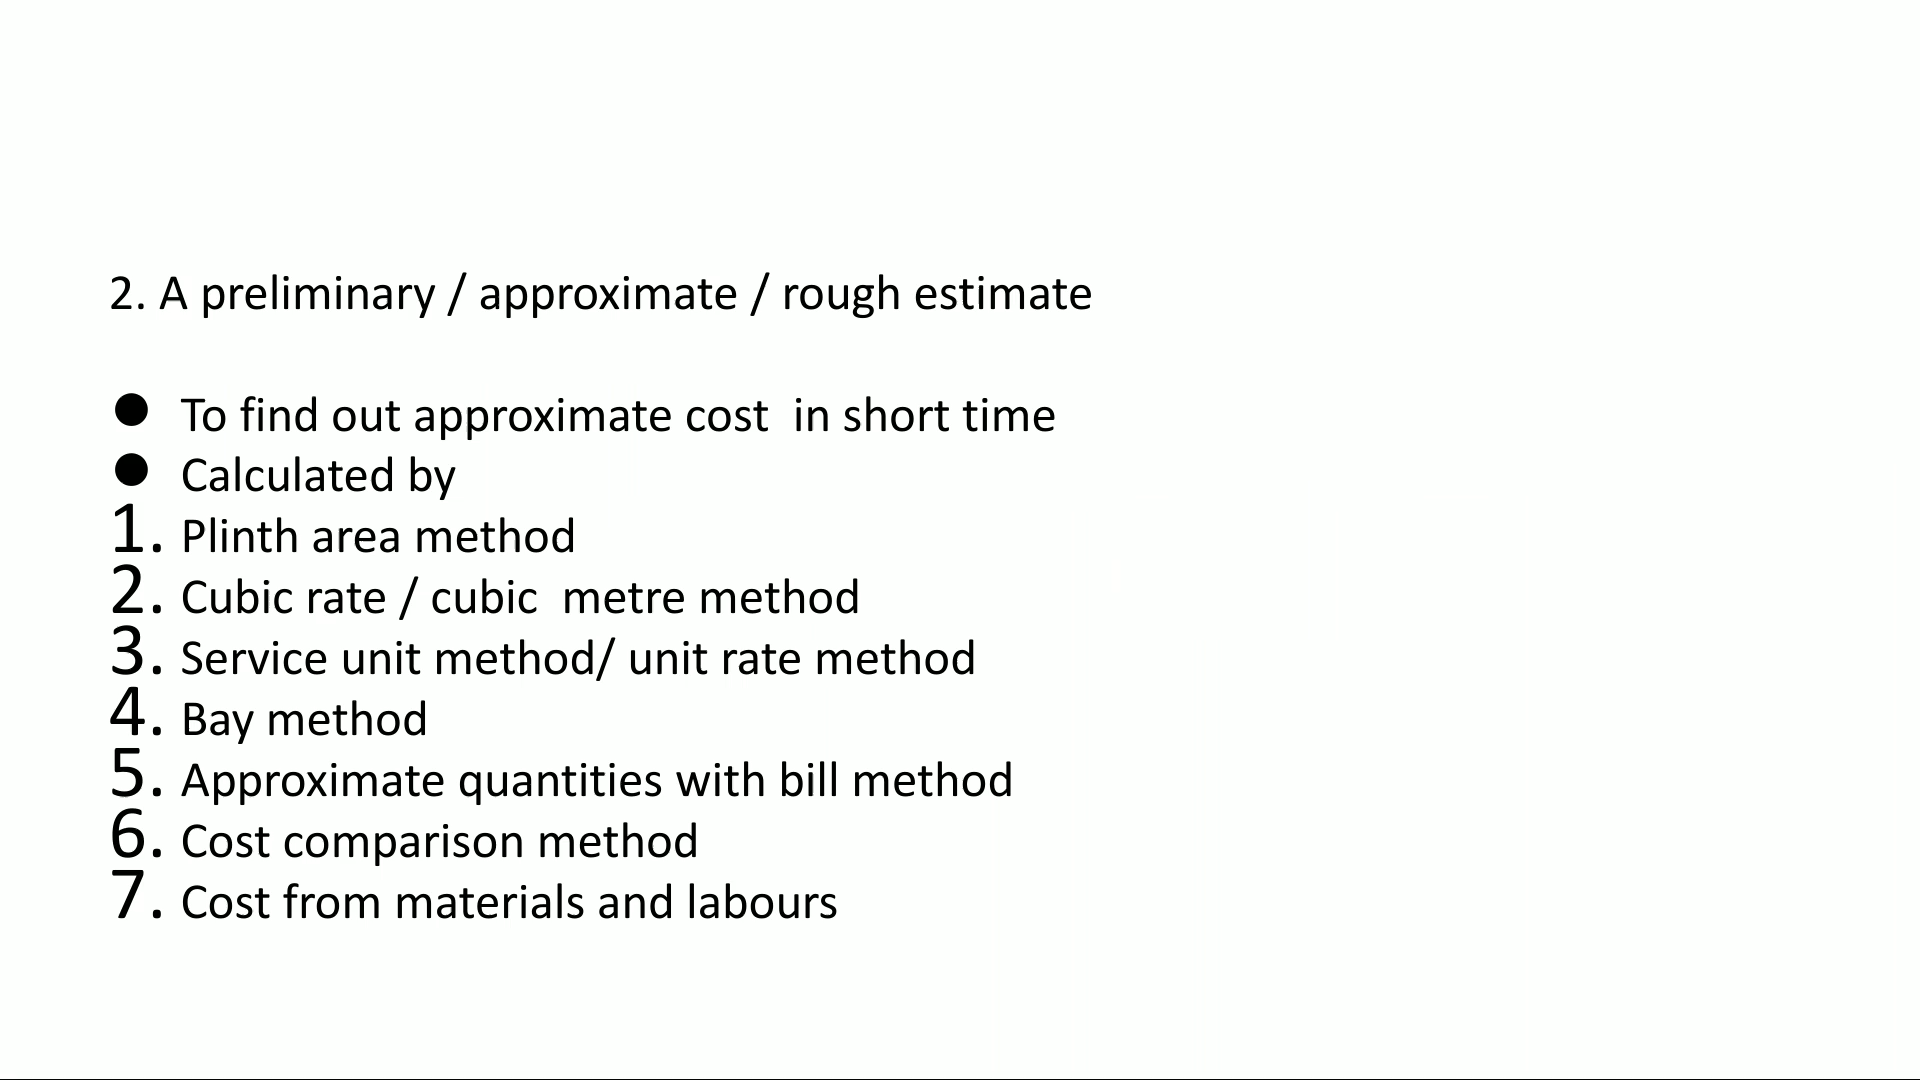 2. A preliminary / approximate / rough estimate
● To find out approximate cost  in short time
● Calculated by
1. Plinth area method
2. Cubic rate / cubic  metre method
3. Service unit method/ unit rate method
4. Bay method
5. Approximate quantities with bill method
6. Cost comparison method
7. Cost from materials and labours